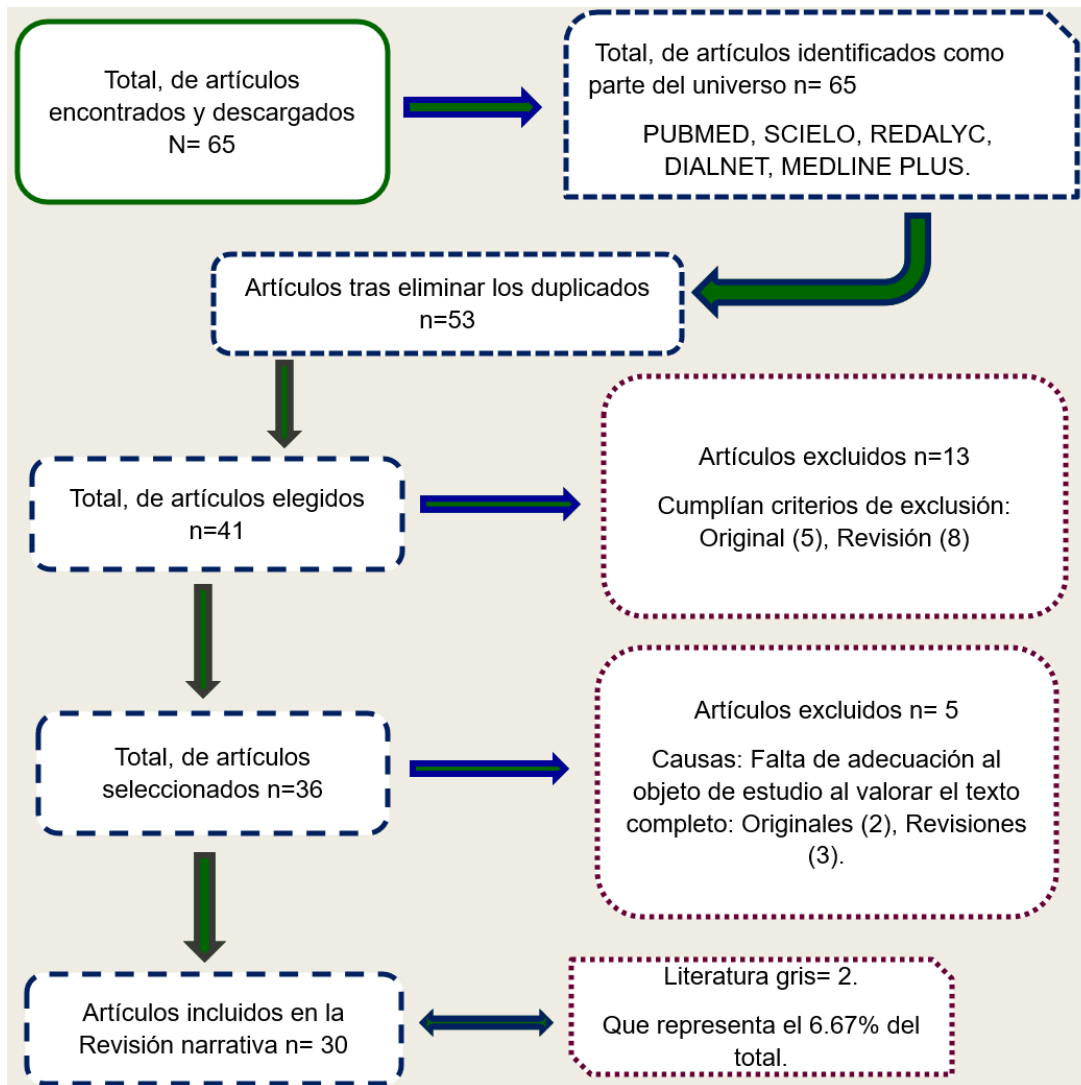 Total, de artículos
encontrados y descargados
N= 65
Total, de artículos identificados como
parte del universo n= 65
PUBMED, SCIELO, REDALYC,
DIALNET, MEDLINE PLUS.
Artículos tras eliminar los duplicados
n=53
Total, de artículos elegidos
n=41
Artículos excluidos n=13
Cumplían criterios de exclusión:
Original (5), Revisión (8)
Total, de artículos
seleccionados n=36
Artículos excluidos n= 5
Causas: Falta de adecuación al
objeto de estudio al valorar el texto
completo: Originales (2), Revisiones
(3).
Artículos incluidos en la
Revisión narrativa n= 30
Literatura gris= 2.
Que representa el 6.67% del
total.